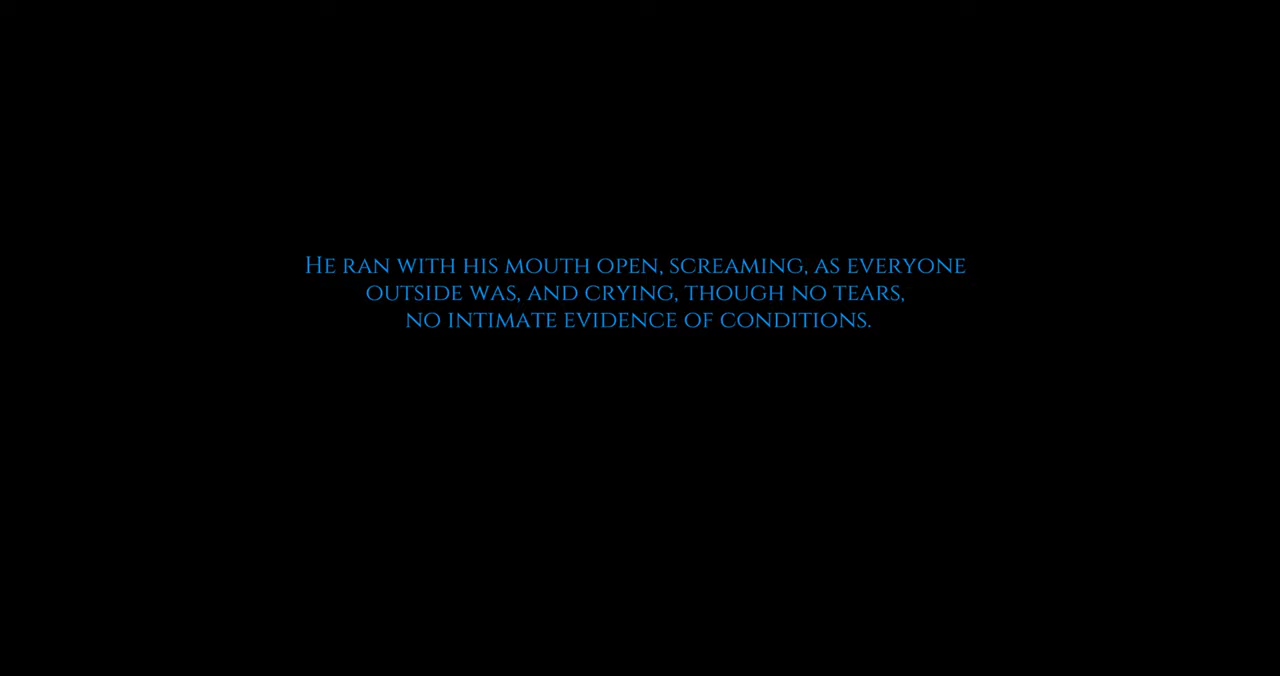 He ran with his mouth open, screaming, as everyone
outside was, and crying, though no tears,
no intimate evidence of conditions.